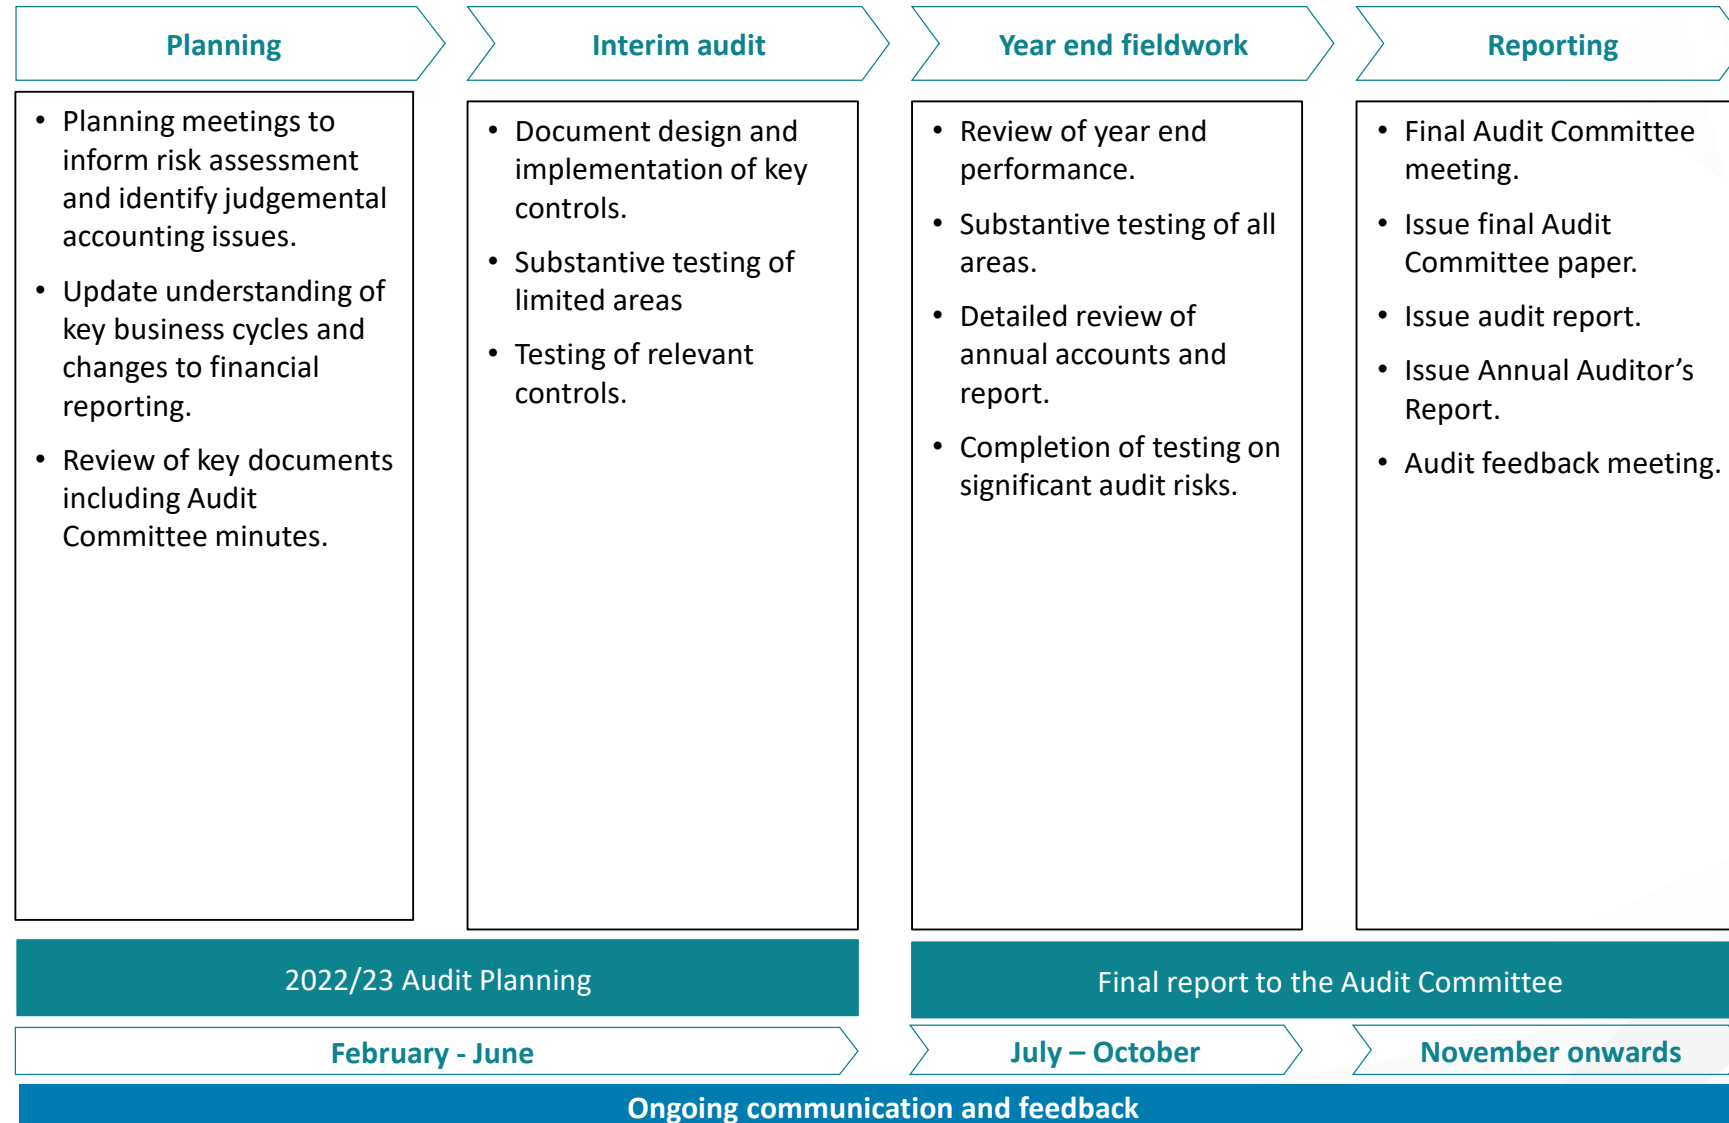 Planning
Interim audit
Year end fieldwork
Reporting
• Planning meetings to
inform risk assessment
and identify judgemental
accounting issues.
• Update understanding of
key business cycles and
changes to financial
reporting.
• Review of key documents
including Audit
Committee minutes.
• Document design and
implementation of key
controls.
• Substantive testing of
limited areas
• Testing of relevant
controls.
• Review of year end
performance.
• Substantive testing of all
areas.
• Detailed review of
annual accounts and
report.
• Completion of testing on
significant audit risks.
• Final Audit Committee
meeting.
• Issue final Audit
Committee paper.
• Issue audit report.
• Issue Annual Auditor’s
Report.
• Audit feedback meeting.
2022/23 Audit Planning
Final report to the Audit Committee
February - June
July – October
November onwards
Ongoing communication and feedback